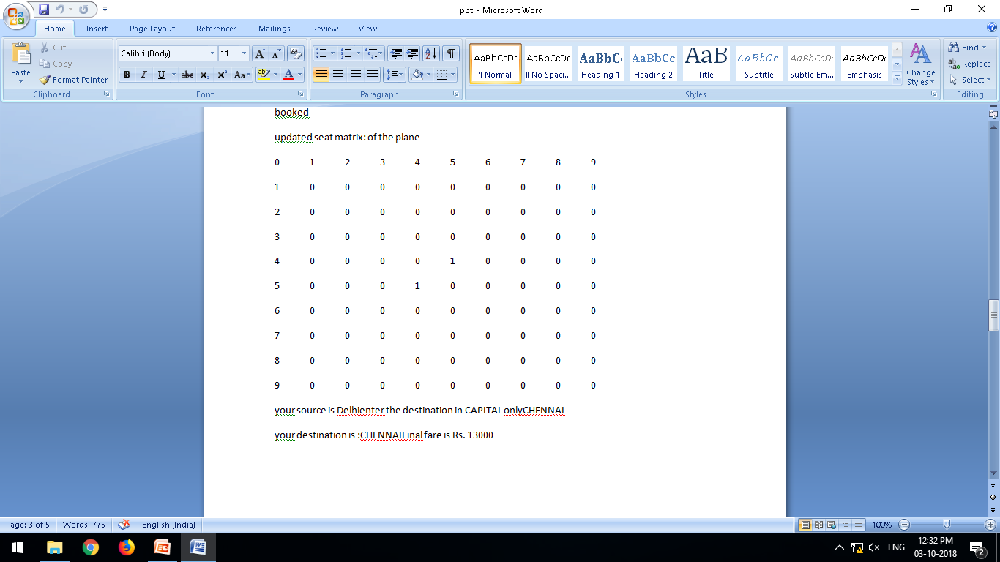 ppt - Microsoft Word
Home Insert Page Layout References Mailings Review View
Paste
Cut
Copy
Format Painter
Clipboard
Calibri (Body) 11
B I U abc x₂ x² Aa
Font
Paragraph
AaBbCcDc AaBbCcDc AaBbC AaBbCc AaB AaBbCc. AaBbCcDc AaBbCcDc
¶ Normal ¶ No Spaci... Heading 1 Heading 2 Title Subtitle Subtle Em... Emphasis
Change Styles
Styles
Find
Replace
Select
Editing
booked
updated seat matrix: of the plane
0 1 2 3 4 5 6 7 8 9
1 0 0 0 0 0 0 0 0 0
2 0 0 0 0 0 0 0 0 0
3 0 0 0 0 0 0 0 0 0
4 0 0 0 0 1 0 0 0 0
5 0 0 0 1 0 0 0 0 0
6 0 0 0 0 0 0 0 0 0
7 0 0 0 0 0 0 0 0 0
8 0 0 0 0 0 0 0 0 0
9 0 0 0 0 0 0 0 0 0
your source is Delhienter the destination in CAPITAL onlyCHENNAI
your destination is :CHENNAIFinal fare is Rs. 13000
Page: 3 of 5 Words: 775 English (India) 100%
ENG 12:32 PM
03-10-2018 2